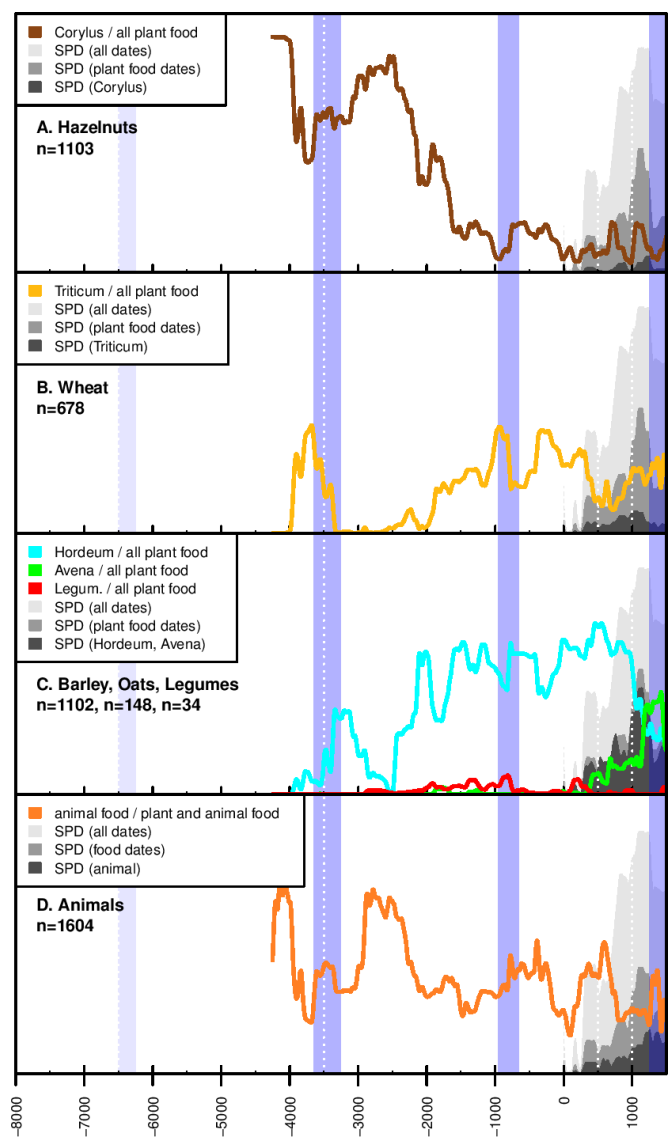 Corylus / all plant food
SPD (all dates)
SPD (plant food dates)
SPD (Corylus)
A. Hazelnuts
n=1103
Triticum / all plant food
SPD (all dates)
SPD (plant food dates)
SPD (Triticum)
B. Wheat
n=678
Hordeum / all plant food
Avena / all plant food
Legum. / all plant food
SPD (all dates)
SPD (plant food dates)
SPD (Hordeum, Avena)
C. Barley, Oats, Legumes
n=1102, n=148, n=34
animal food / plant and animal food
SPD (all dates)
SPD (food dates)
SPD (animal)
D. Animals
n=1604
−8000
−7000
−6000
−5000
−4000
−3000
−2000
−1000
0
1000